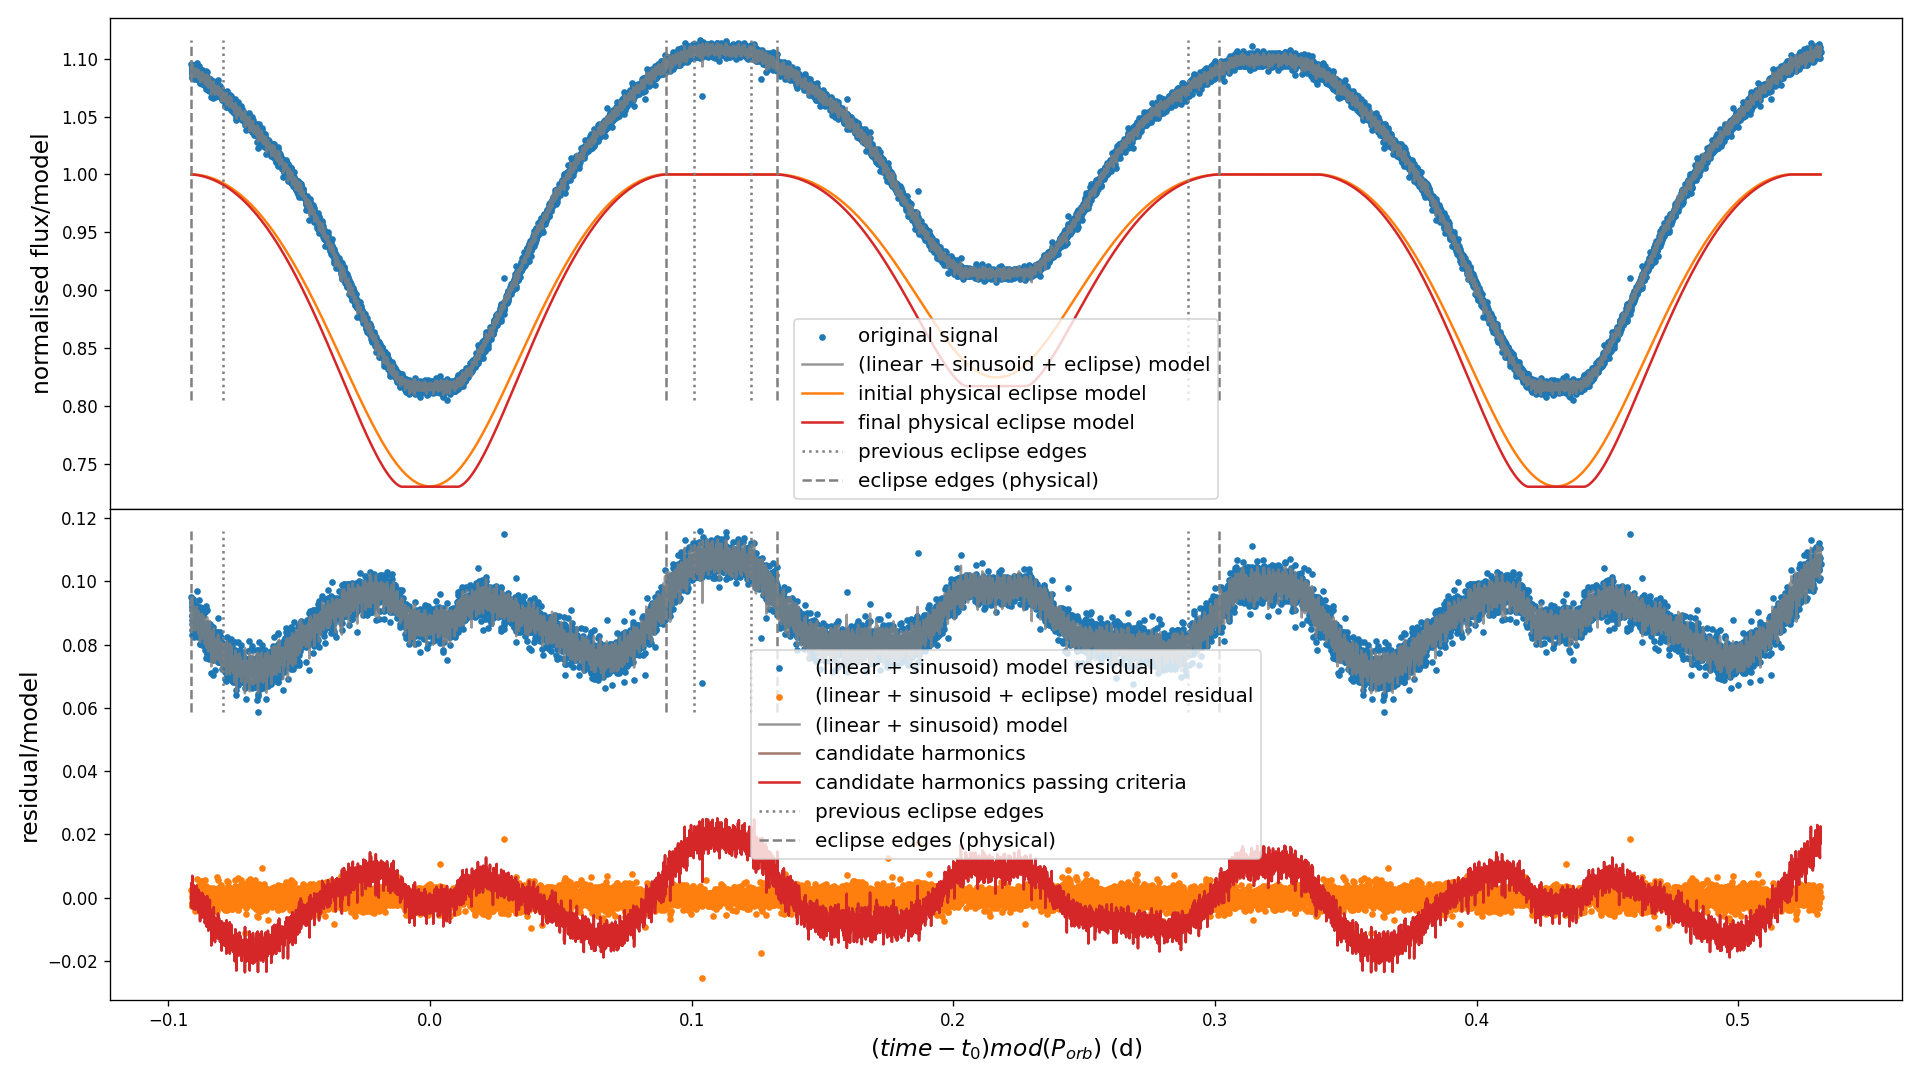 1.10
1.05
1.00
0.95
0.90
0.85
0.80
0.75
normalised flux/model
original signal
(linear + sinusoid + eclipse) model
initial physical eclipse model
final physical eclipse model
previous eclipse edges
eclipse edges (physical)
0.12
0.10
0.08
0.06
0.04
0.02
0.00
−0.02
residual/model
(linear + sinusoid) model residual
(linear + sinusoid + eclipse) model residual
(linear + sinusoid) model
candidate harmonics
candidate harmonics passing criteria
previous eclipse edges
eclipse edges (physical)
−0.1 0.0 0.1 0.2 0.3 0.4 0.5
(time − t₀)mod(P_orb) (d)